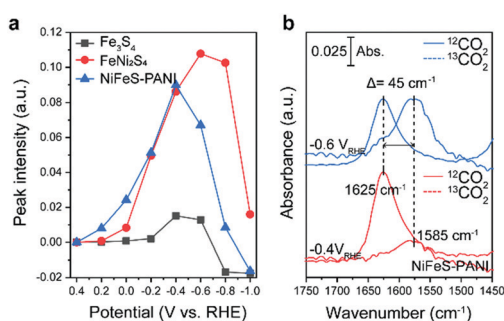 a
Fe₃S₄
FeNi₂S₄
NiFeS-PANI
Peak intensity (a.u.)
0.12
0.10
0.08
0.06
0.04
0.02
0.00
-0.02
0.4 0.2 0.0 -0.2 -0.4 -0.6 -0.8 -1.0
Potential (V vs. RHE)
b
0.025 Abs.
¹²CO₂
¹³CO₂
Δ= 45 cm⁻¹
-0.6 V_RHE
1625 cm⁻¹
¹²CO₂
¹³CO₂
1585 cm⁻¹
-0.4V_RHE
NiFeS-PANI
Absorbance (a.u.)
1750 1650 1600 1550 1500 1450
Wavenumber (cm⁻¹)